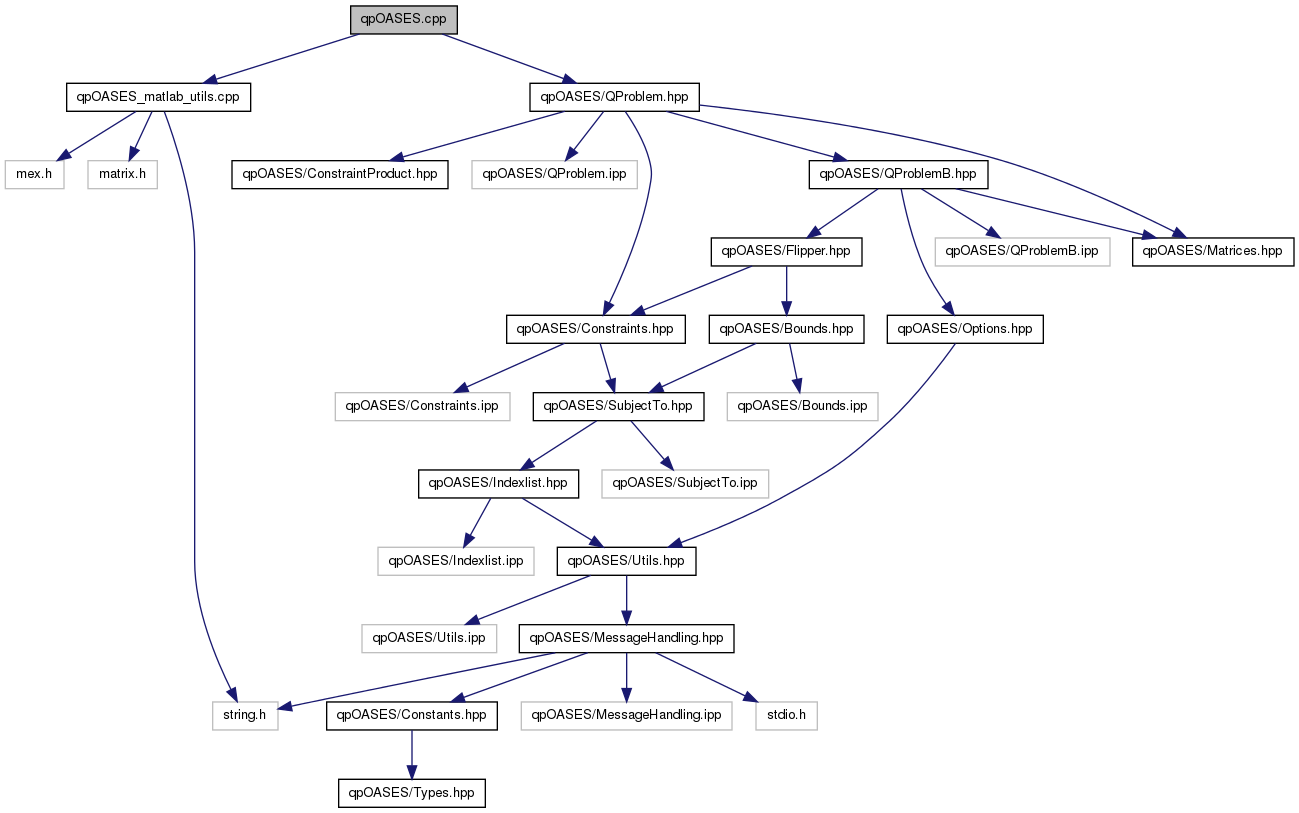 qpOASES.cpp
qpOASES_matlab_utils.cpp
qpOASES/QProblem.hpp
mex.h
matrix.h
qpOASES/ConstraintProduct.hpp
qpOASES/QProblem.ipp
qpOASES/QProblemB.hpp
qpOASES/Flipper.hpp
qpOASES/QProblemB.ipp
qpOASES/Matrices.hpp
qpOASES/Constraints.hpp
qpOASES/Bounds.hpp
qpOASES/Options.hpp
qpOASES/Constraints.ipp
qpOASES/SubjectTo.hpp
qpOASES/Bounds.ipp
qpOASES/Indexlist.hpp
qpOASES/SubjectTo.ipp
qpOASES/Indexlist.ipp
qpOASES/Utils.hpp
qpOASES/Utils.ipp
qpOASES/MessageHandling.hpp
string.h
qpOASES/Constants.hpp
qpOASES/MessageHandling.ipp
stdio.h
qpOASES/Types.hpp